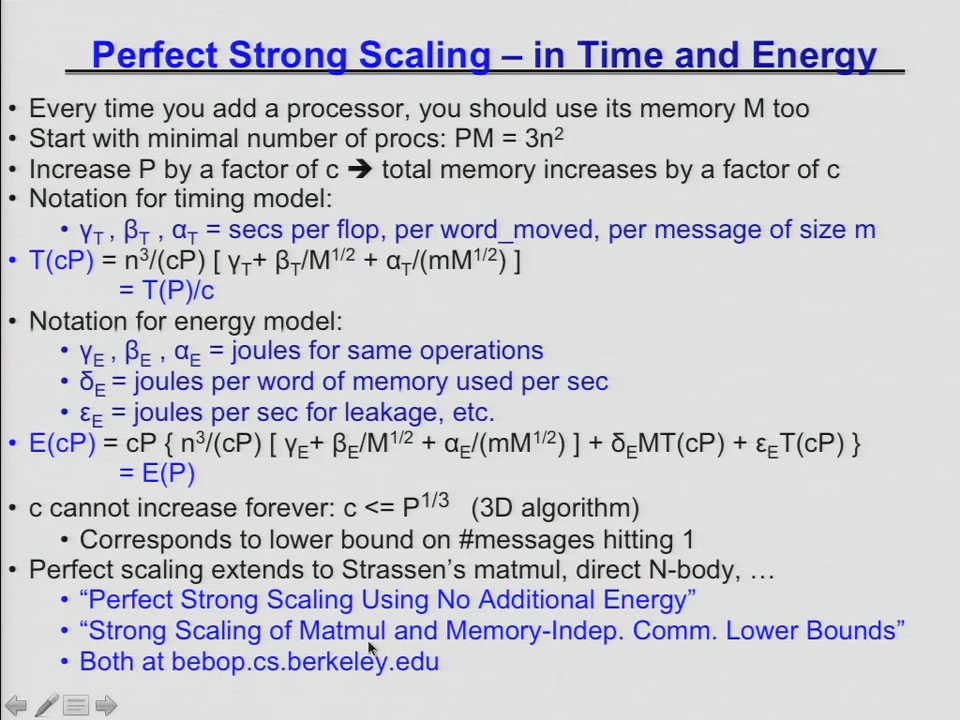 Perfect Strong Scaling – in Time and Energy
• Every time you add a processor, you should use its memory M too
• Start with minimal number of procs: PM = 3n²
• Increase P by a factor of c ➔ total memory increases by a factor of c
• Notation for timing model:
• γT , βT , αT = secs per flop, per word_moved, per message of size m
• T(cP) = n³/(cP) [ γT+ βT/M^1/2 + αT/(mM^1/2) ]
= T(P)/c
• Notation for energy model:
• γE , βE , αE = joules for same operations
• δE = joules per word of memory used per sec
• εE = joules per sec for leakage, etc.
• E(cP) = cP { n³/(cP) [ γE+ βE/M^1/2 + αE/(mM^1/2) ] + δEMT(cP) + εET(cP) }
= E(P)
• c cannot increase forever: c <= P^1/3 (3D algorithm)
• Corresponds to lower bound on #messages hitting 1
• Perfect scaling extends to Strassen's matmul, direct N-body, …
• “Perfect Strong Scaling Using No Additional Energy”
• “Strong Scaling of Matmul and Memory-Indep. Comm. Lower Bounds”
• Both at bebop.cs.berkeley.edu